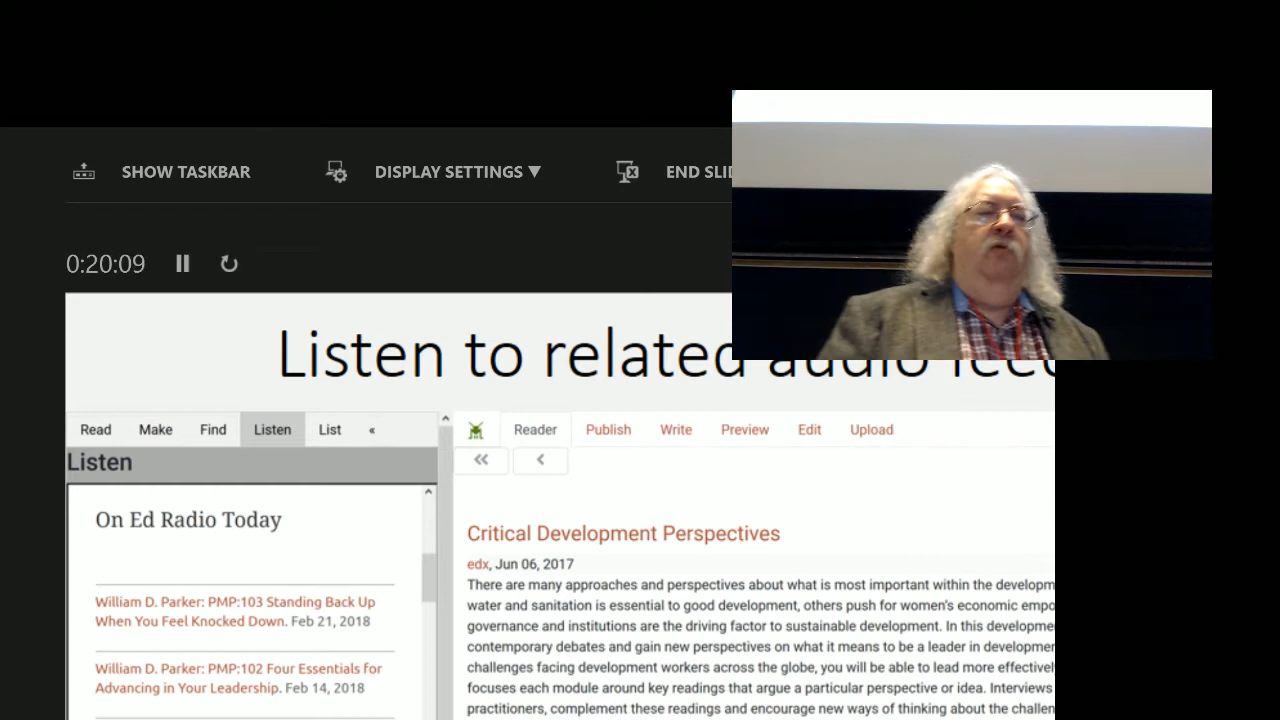 SHOW TASKBAR
DISPLAY SETTINGS ▼
END
0:20:09
Listen to related audio
Read Make Find Listen List «
Listen
On Ed Radio Today
William D. Parker: PMP:103 Standing Back Up
When You Feel Knocked Down. Feb 21, 2018
William D. Parker: PMP:102 Four Essentials for
Advancing in Your Leadership. Feb 14, 2018
Reader Publish Write Preview Edit Upload
Critical Development Perspectives
edx, Jun 06, 2017
There are many approaches and perspectives about what is most important within the developm
water and sanitation is essential to good development, others push for women's economic empo
governance and institutions are the driving factor to sustainable development. In this developme
contemporary debates and gain new perspectives on what it means to be a leader in developmen
challenges facing development workers across the globe, you will be able to lead more effectivel
focuses each module around key readings that argue a particular perspective or idea. Interviews
practitioners, complement these readings and encourage new ways of thinking about the challen